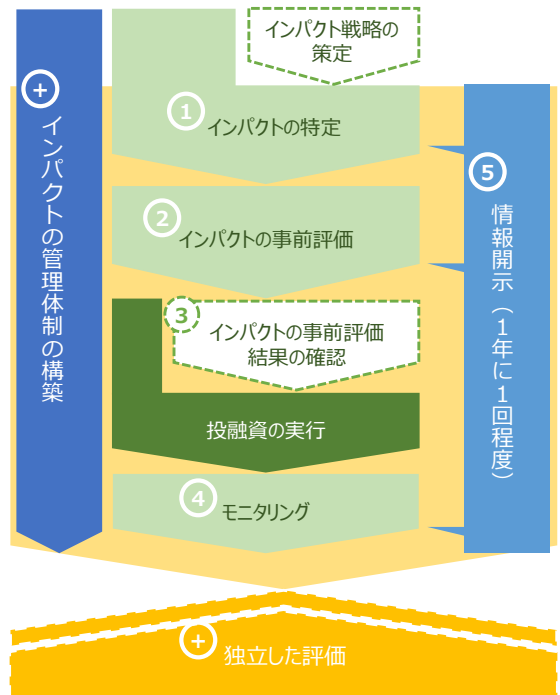 インパクト戦略の
策定
+
インパクトの管理体制の構築
1
インパクトの特定
2
インパクトの事前評価
3
インパクトの事前評価
結果の確認
投融資の実行
4
モニタリング
5
情報開示（1年に1回程度）
+
独立した評価